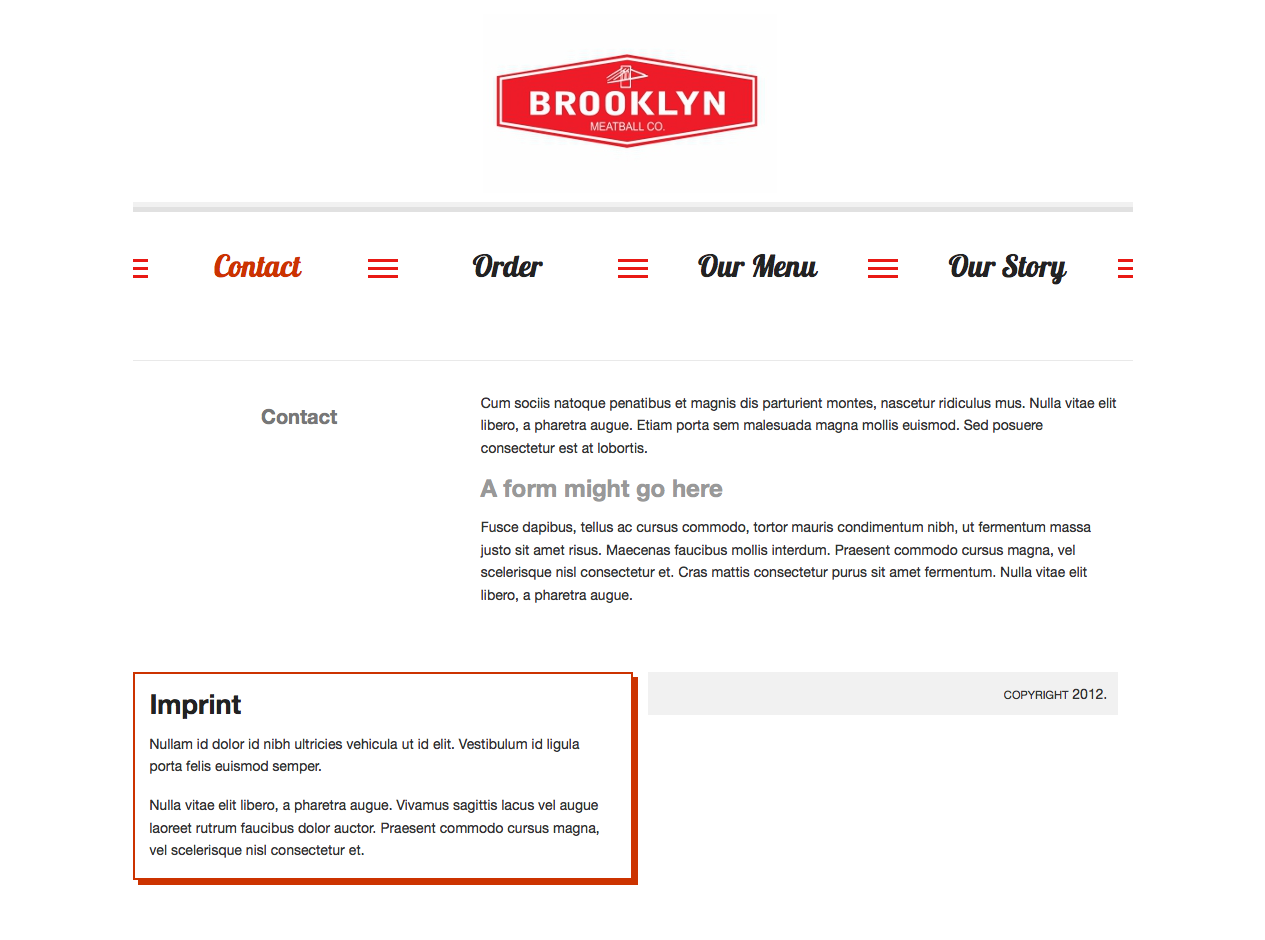 BROOKLYN
MEATBALL CO.
Contact
Order
Our Menu
Our Story
Contact
Cum sociis natoque penatibus et magnis dis parturient montes, nascetur ridiculus mus. Nulla vitae elit
libero, a pharetra augue. Etiam porta sem malesuada magna mollis euismod. Sed posuere
consectetur est at lobortis.
A form might go here
Fusce dapibus, tellus ac cursus commodo, tortor mauris condimentum nibh, ut fermentum massa
justo sit amet risus. Maecenas faucibus mollis interdum. Praesent commodo cursus magna, vel
scelerisque nisl consectetur et. Cras mattis consectetur purus sit amet fermentum. Nulla vitae elit
libero, a pharetra augue.
Imprint
Nullam id dolor id nibh ultricies vehicula ut id elit. Vestibulum id ligula
porta felis euismod semper.
Nulla vitae elit libero, a pharetra augue. Vivamus sagittis lacus vel augue
laoreet rutrum faucibus dolor auctor. Praesent commodo cursus magna,
vel scelerisque nisl consectetur et.
COPYRIGHT 2012.